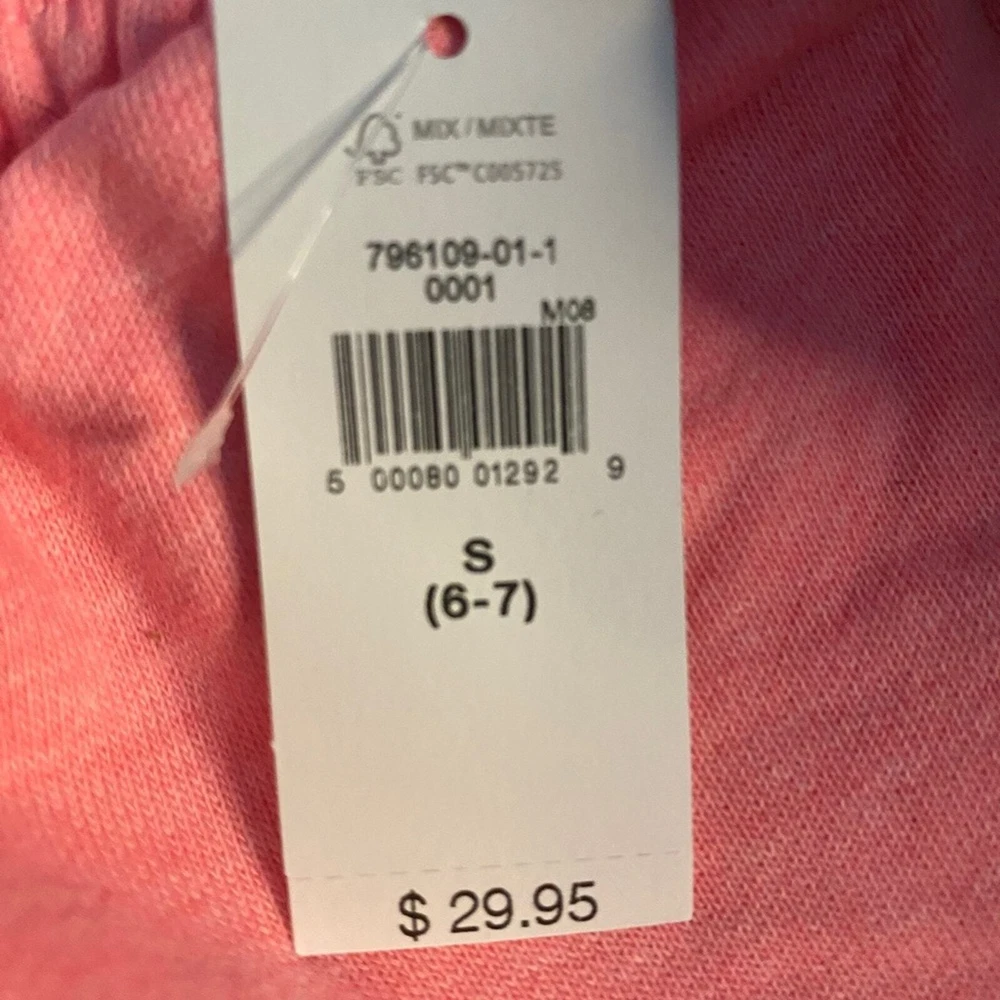 MIX / MIXTE
FSC FSC™ C005725
796109-01-1
0001
M08
5 00080 01292 9
S
(6-7)
$ 29.95